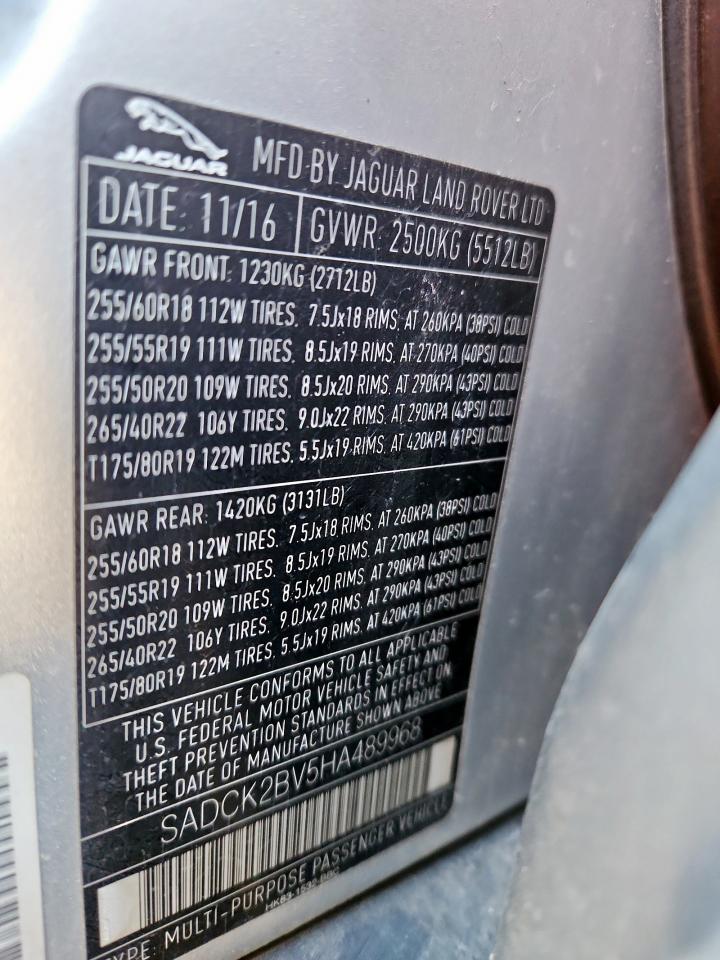 JAGUAR MFD BY JAGUAR LAND ROVER LTD
DATE: 11/16 GVWR: 2500KG (5512LB)
GAWR FRONT: 1230KG (2712LB)
255/60R18 112W TIRES, 7.5Jx18 RIMS, AT 260KPA (38PSI) COLD
255/55R19 111W TIRES, 8.5Jx19 RIMS, AT 270KPA (40PSI) COLD
255/50R20 109W TIRES, 8.5Jx20 RIMS, AT 290KPA (43PSI) COLD
265/40R22 106Y TIRES, 9.0Jx22 RIMS, AT 290KPA (43PSI) COLD
T175/80R19 122M TIRES, 5.5Jx19 RIMS, AT 420KPA (61PSI) COLD
GAWR REAR: 1420KG (3131LB)
255/60R18 112W TIRES, 7.5Jx18 RIMS, AT 260KPA (38PSI) COLD
255/55R19 111W TIRES, 8.5Jx19 RIMS, AT 270KPA (40PSI) COLD
255/50R20 109W TIRES, 8.5Jx20 RIMS, AT 290KPA (43PSI) COLD
265/40R22 106Y TIRES, 9.0Jx22 RIMS, AT 290KPA (43PSI) COLD
T175/80R19 122M TIRES, 5.5Jx19 RIMS, AT 420KPA (61PSI) COLD
THIS VEHICLE CONFORMS TO ALL APPLICABLE
U.S. FEDERAL MOTOR VEHICLE SAFETY AND
THEFT PREVENTION STANDARDS IN EFFECT ON
THE DATE OF MANUFACTURE SHOWN ABOVE
SADCK2BV5HA489968
TYPE: MULTI-PURPOSE PASSENGER VEHICLE